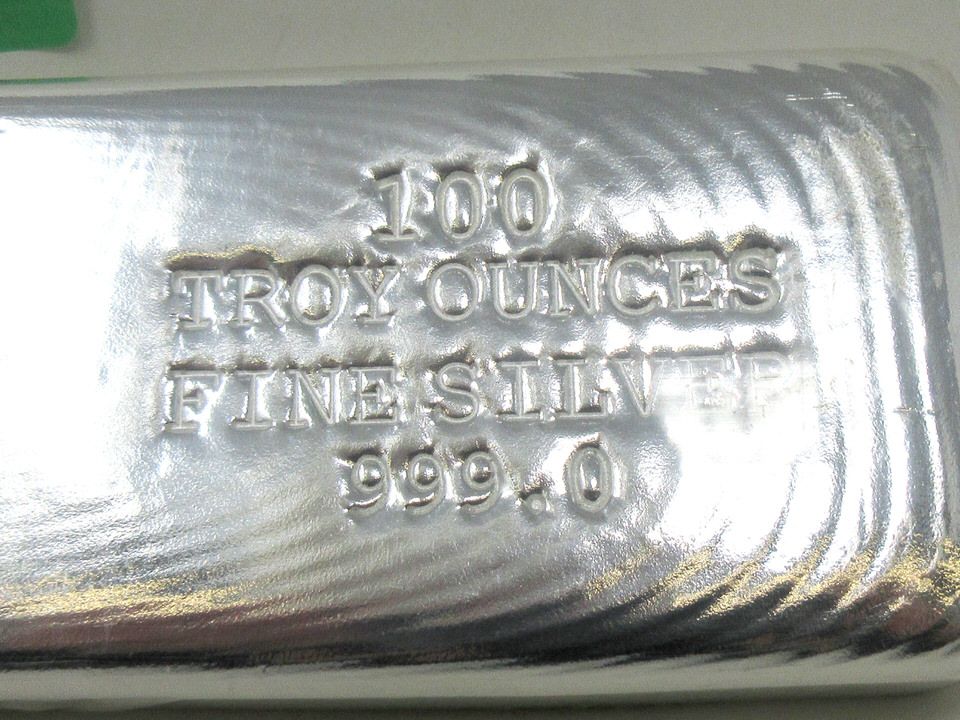 100
TROY OUNCES
FINE SILVER
999.0